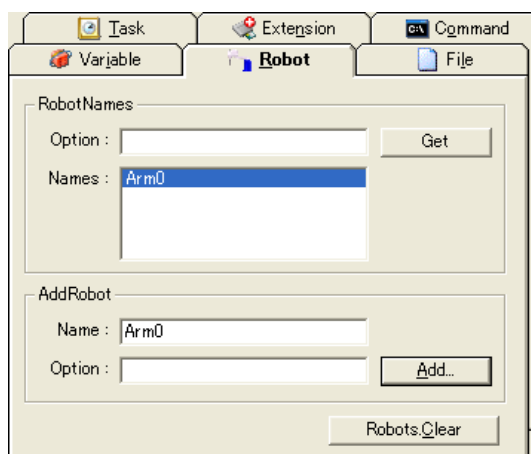 Task Extension Command
Variable Robot File
RobotNames
Option : Get
Names : Arm0
AddRobot
Name : Arm0
Option : Add...
Robots.Clear